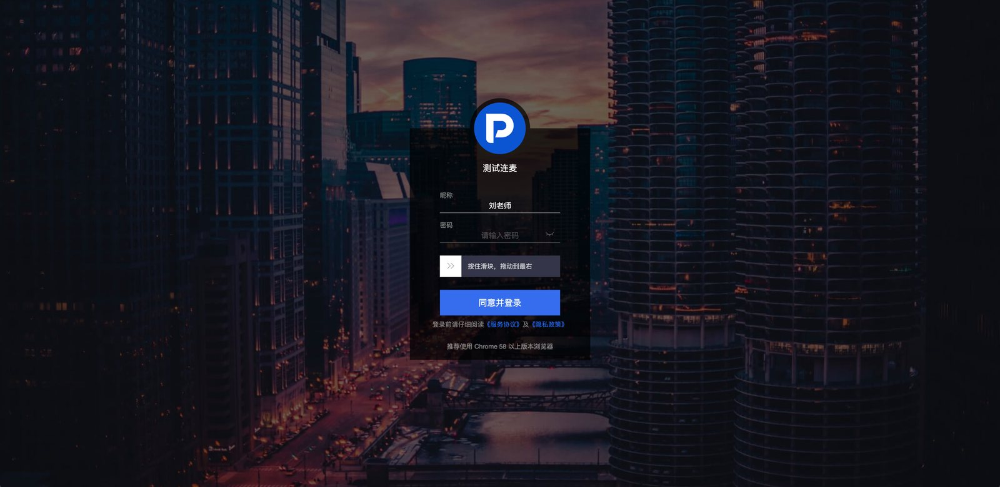 P
测试连麦
昵称
刘老师
密码
请输入密码
按住滑块，拖动到最右
同意并登录
登录前请仔细阅读《服务协议》及《隐私政策》
推荐使用 Chrome 58 以上版本浏览器